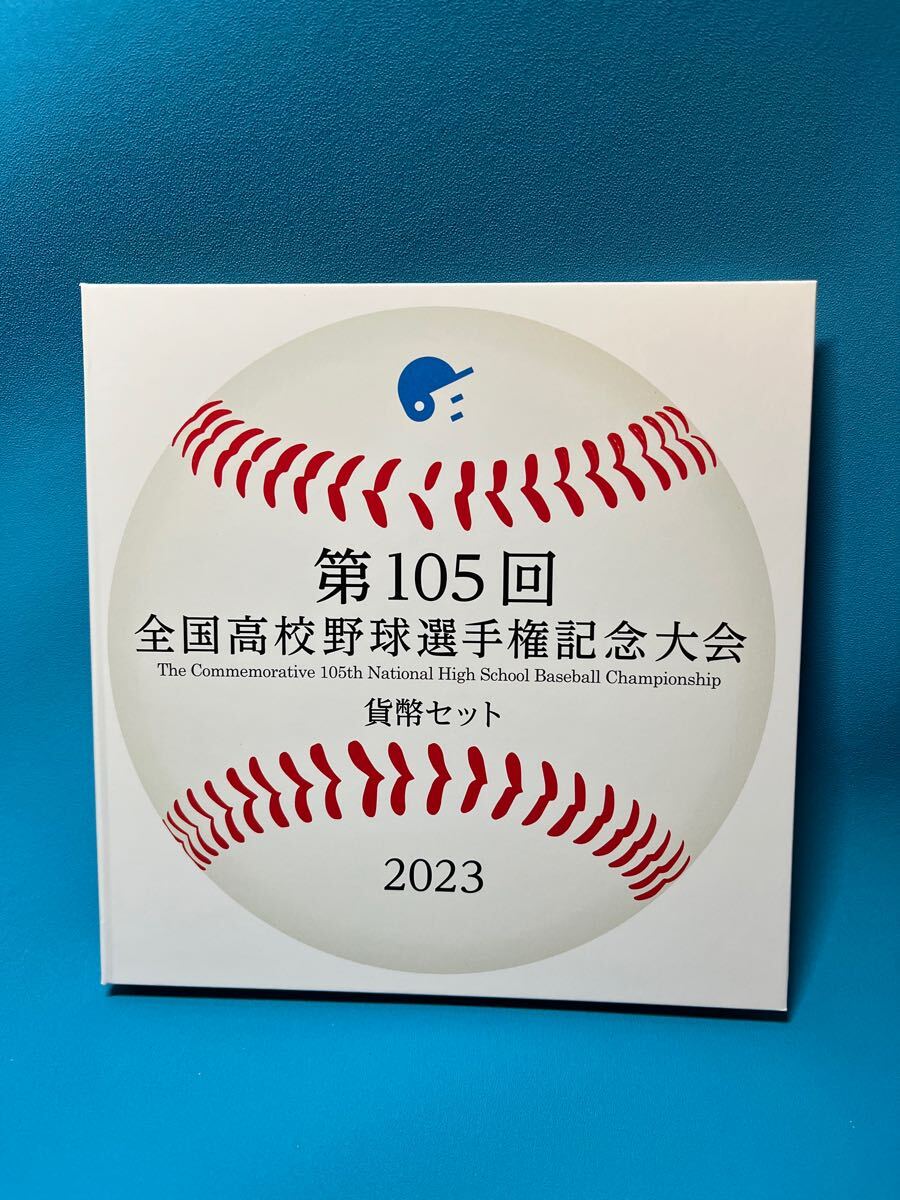 第105回
全国高校野球選手権記念大会
The Commemorative 105th National High School Baseball Championship
貨幣セット
2023